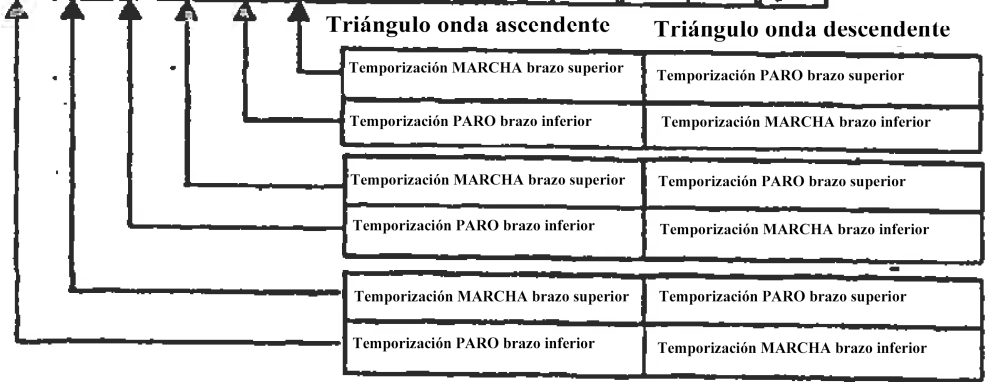 Triángulo onda ascendente Triángulo onda descendente
Temporización MARCHA brazo superior Temporización PARO brazo superior
Temporización PARO brazo inferior Temporización MARCHA brazo inferior
Temporización MARCHA brazo superior Temporización PARO brazo superior
Temporización PARO brazo inferior Temporización MARCHA brazo inferior
Temporización MARCHA brazo superior Temporización PARO brazo superior
Temporización PARO brazo inferior Temporización MARCHA brazo inferior